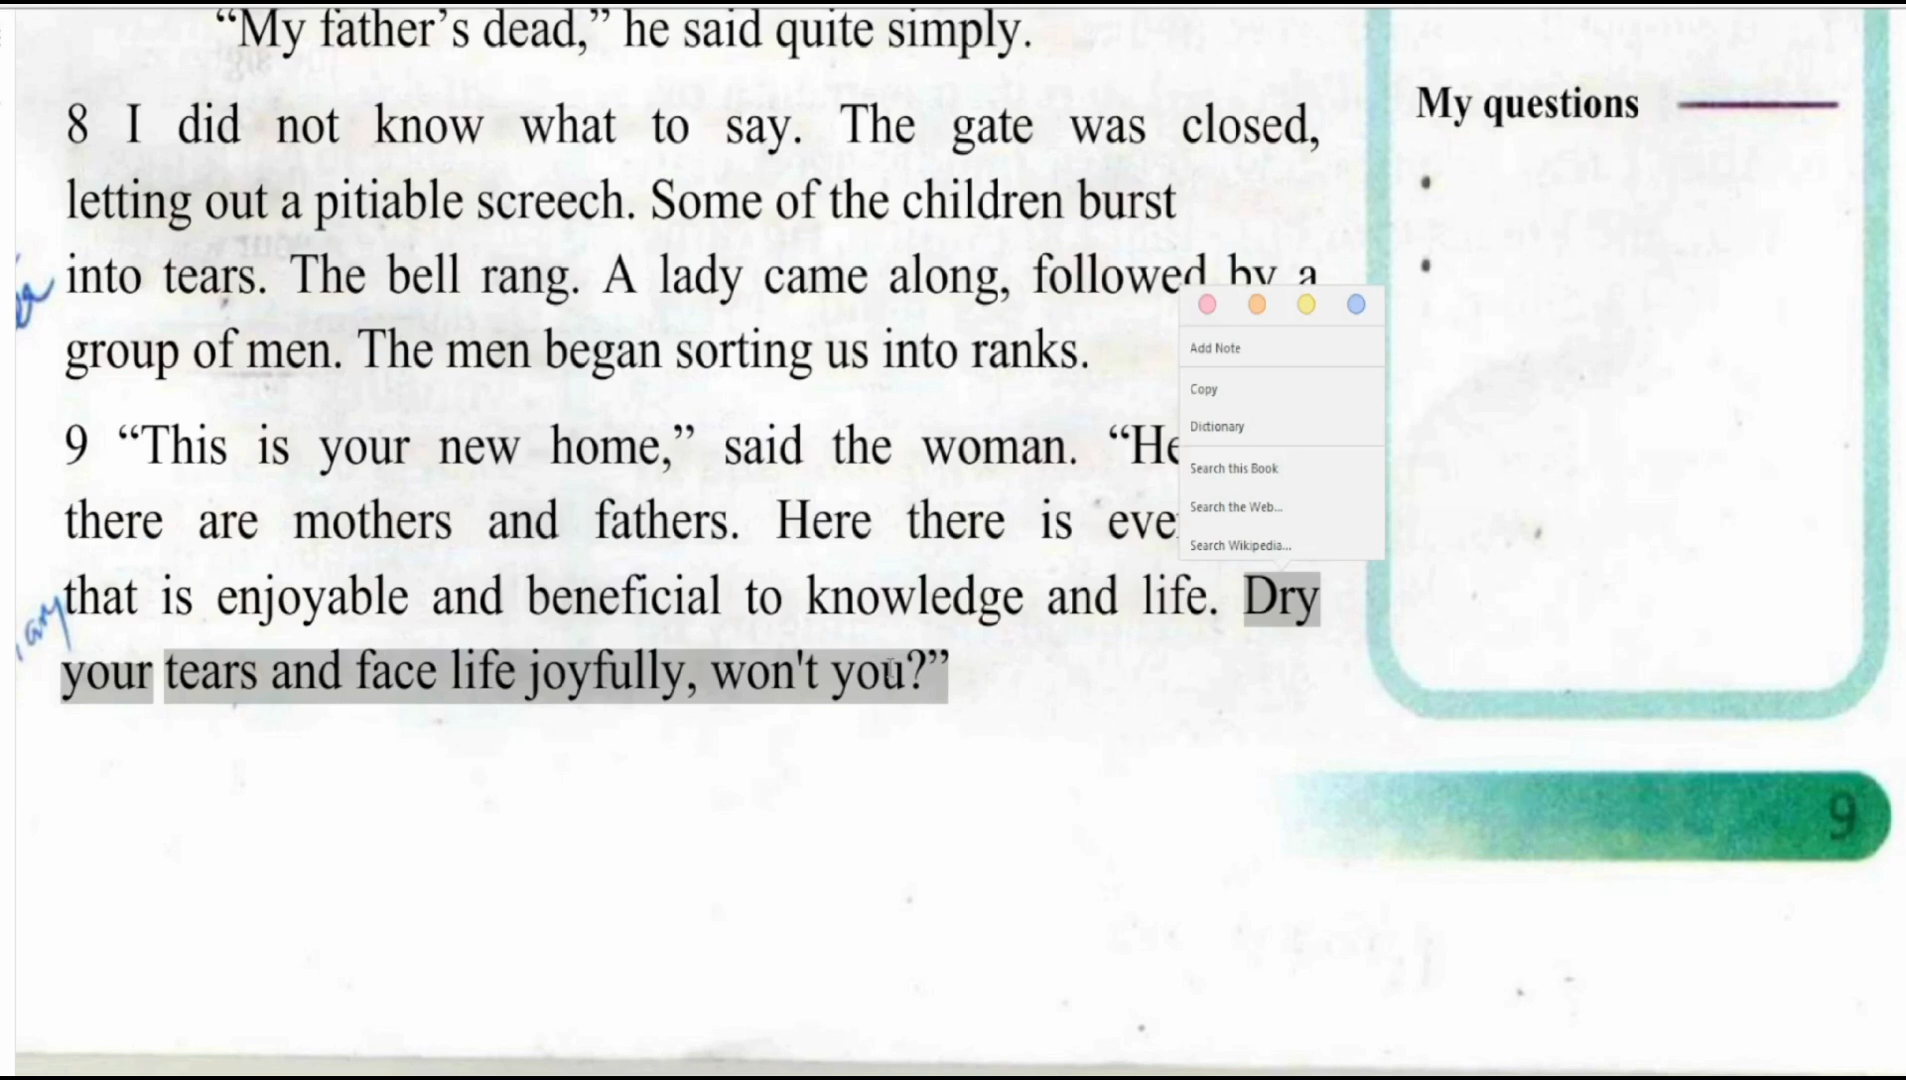 “My father’s dead,” he said quite simply.
8 I did not know what to say. The gate was closed,
letting out a pitiable screech. Some of the children burst
into tears. The bell rang. A lady came along, followed by a
group of men. The men began sorting us into ranks.
9 “This is your new home,” said the woman.
there are mothers and fathers. Here there is
that is enjoyable and beneficial to knowledge and life. Dry
your tears and face life joyfully, won't you?”
My questions
Add Note
Copy
Dictionary
Search this Book
Search the Web...
Search Wikipedia...
9